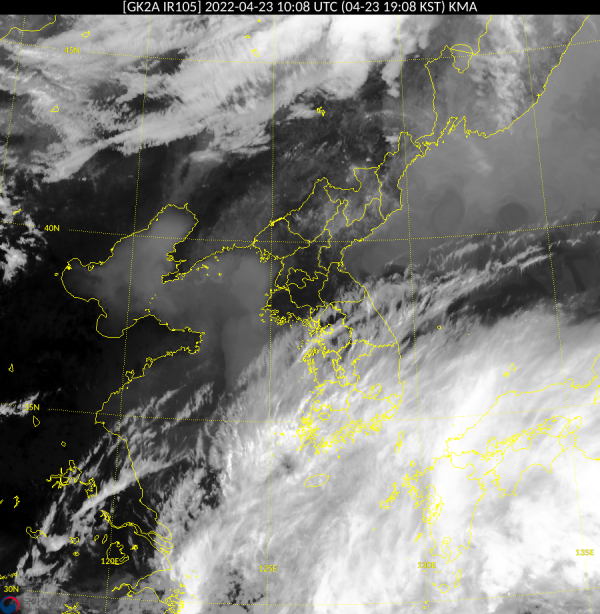 [GK2A IR105] 2022-04-23 10:08 UTC (04-23 19:08 KST) KMA
45N
40N
35N
135E
120E
125E
130E
30N